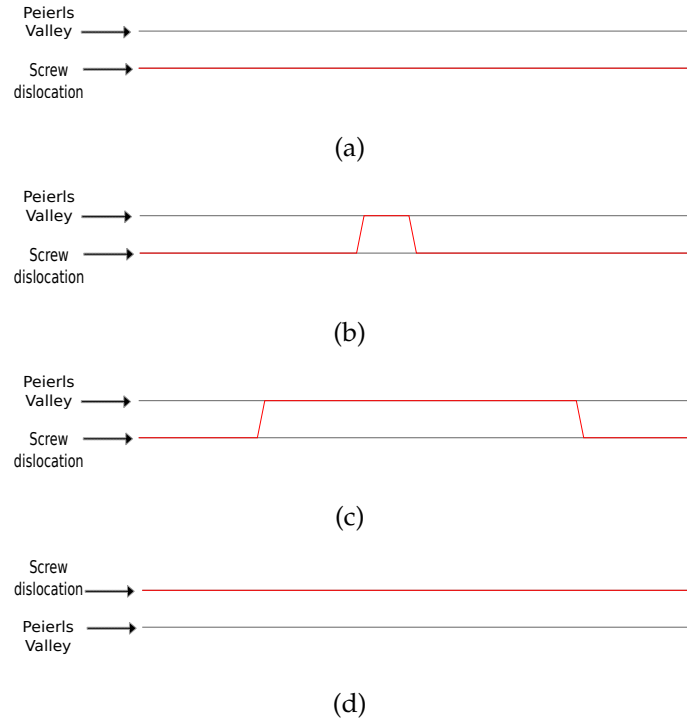 Peierls
Valley
Screw
dislocation
(a)
Peierls
Valley
Screw
dislocation
(b)
Peierls
Valley
Screw
dislocation
(c)
Screw
dislocation
Peierls
Valley
(d)